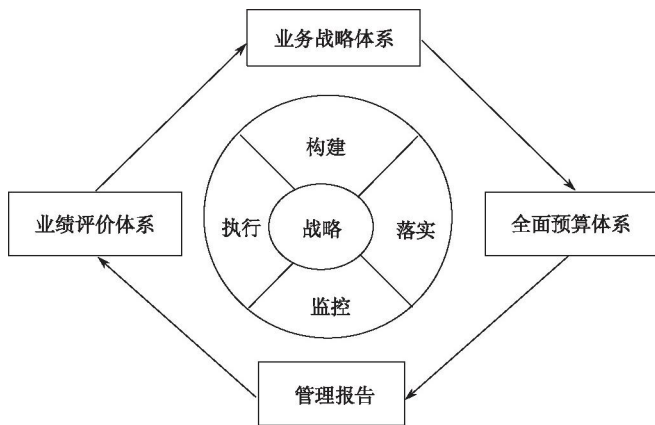 业务战略体系
构建
业绩评价体系
执行
战略
落实
全面预算体系
监控
管理报告